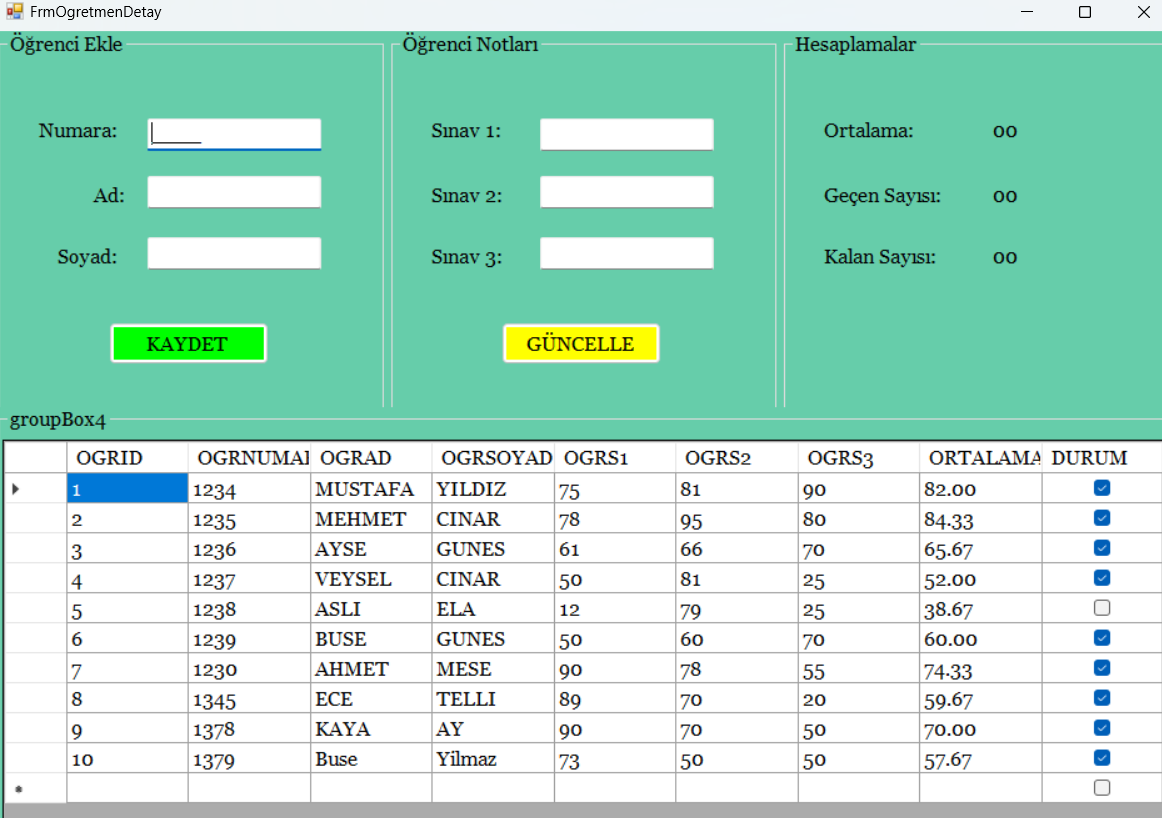 FrmOgretmenDetay
Öğrenci Ekle Öğrenci Notları Hesaplamalar
Numara: _____ Sınav 1: Ortalama: 00
Ad: Sınav 2: Geçen Sayısı: 00
Soyad: Sınav 3: Kalan Sayısı: 00
KAYDET GÜNCELLE
groupBox4
OGRID OGRNUMAI OGRAD OGRSOYAD OGRS1 OGRS2 OGRS3 ORTALAMA DURUM
1 1234 MUSTAFA YILDIZ 75 81 90 82.00
2 1235 MEHMET CINAR 78 95 80 84.33
3 1236 AYSE GUNES 61 66 70 65.67
4 1237 VEYSEL CINAR 50 81 25 52.00
5 1238 ASLI ELA 12 79 25 38.67
6 1239 BUSE GUNES 50 60 70 60.00
7 1230 AHMET MESE 90 78 55 74.33
8 1345 ECE TELLI 89 70 20 59.67
9 1378 KAYA AY 90 70 50 70.00
10 1379 Buse Yilmaz 73 50 50 57.67